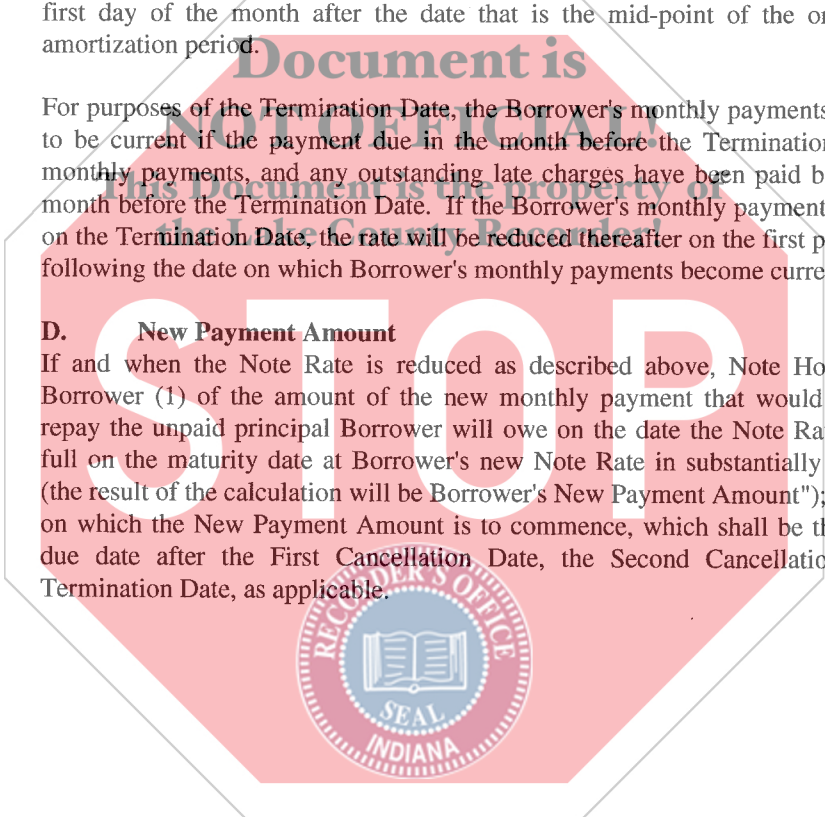 first day of the month after the date that is the mid-point of the
amortization period.
Document is
For purposes of the Termination Date, the Borrower's monthly payments
NOT OFFICIAL!
to be current if the payment due in the month before the
monthly payments, and any outstanding late charges have been paid
This Document is the property of
month before the Termination Date. If the Borrower's monthly
the Lake County Recorder!
on the Termination Date, the rate will be reduced thereafter on the first
following the date on which Borrower's monthly payments become
STOP
D. New Payment Amount
If and when the Note Rate is reduced as described above, Note
Borrower (1) of the amount of the new monthly payment that would
repay the unpaid principal Borrower will owe on the date the Note
full on the maturity date at Borrower's new Note Rate in substantially
(the result of the calculation will be Borrower's New Payment Amount");
on which the New Payment Amount is to commence, which shall be
due date after the First Cancellation Date, the Second
Termination Date, as applicable.
RECORDER'S OFFICE
SEAL
INDIANA